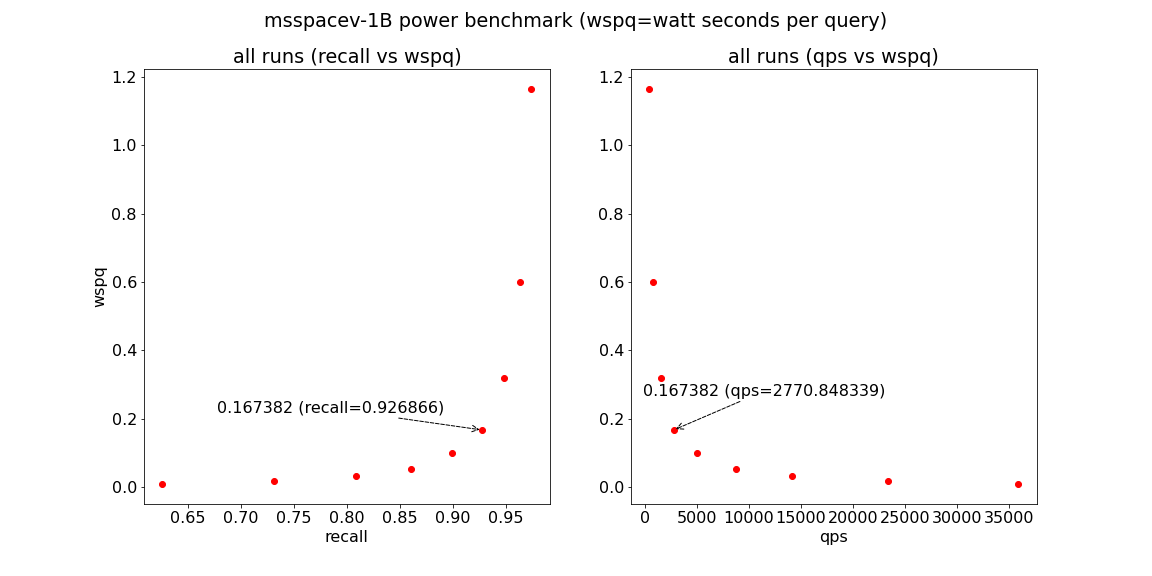 msspacev-1B power benchmark (wspq=watt seconds per query)
all runs (recall vs wspq)
1.2
1.0
0.8
0.6
0.4
0.2
0.0
wspq
0.167382 (recall=0.926866)
0.65 0.70 0.75 0.80 0.85 0.90 0.95
recall
all runs (qps vs wspq)
1.2
1.0
0.8
0.6
0.4
0.2
0.0
0.167382 (qps=2770.848339)
0 5000 10000 15000 20000 25000 30000 35000
qps